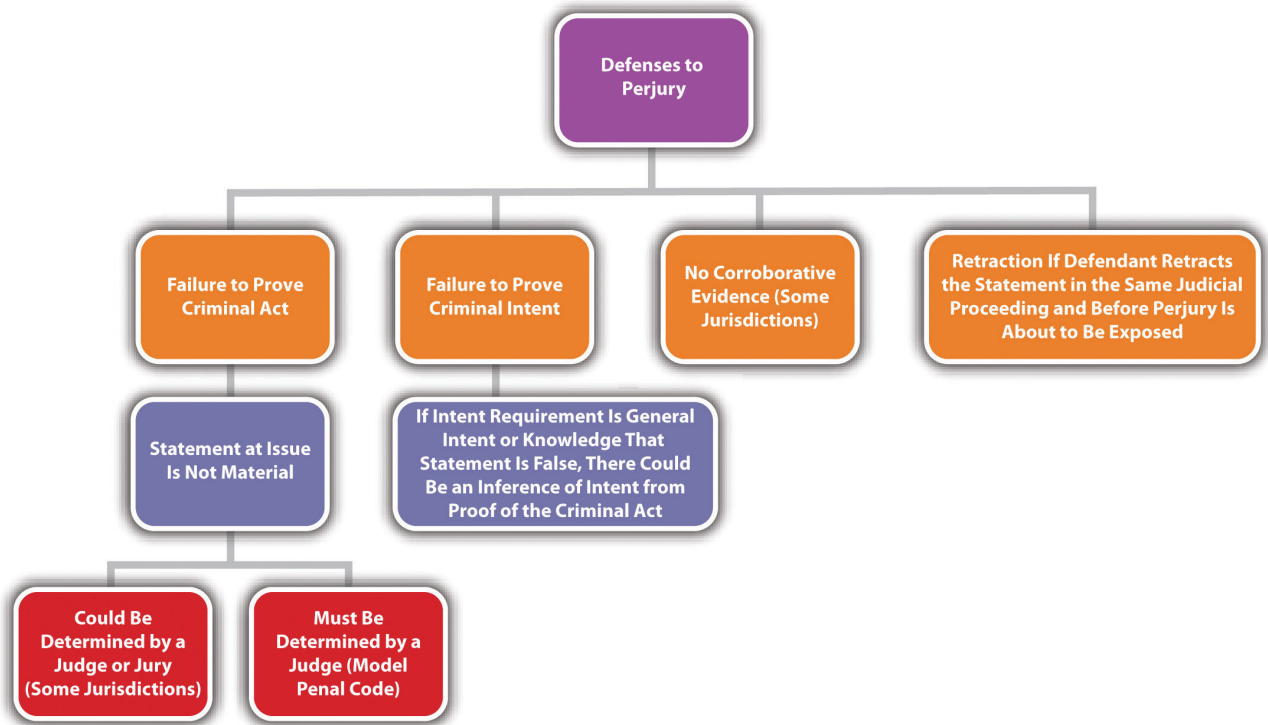 Defenses to
Perjury
Failure to Prove
Criminal Act
Failure to Prove
Criminal Intent
No Corroborative
Evidence (Some
Jurisdictions)
Retraction If Defendant Retracts
the Statement in the Same Judicial
Proceeding and Before Perjury Is
About to Be Exposed
Statement at Issue
Is Not Material
If Intent Requirement Is General
Intent or Knowledge That
Statement Is False, There Could
Be an Inference of Intent from
Proof of the Criminal Act
Could Be
Determined by a
Judge or Jury
(Some Jurisdictions)
Must Be
Determined by a
Judge (Model
Penal Code)